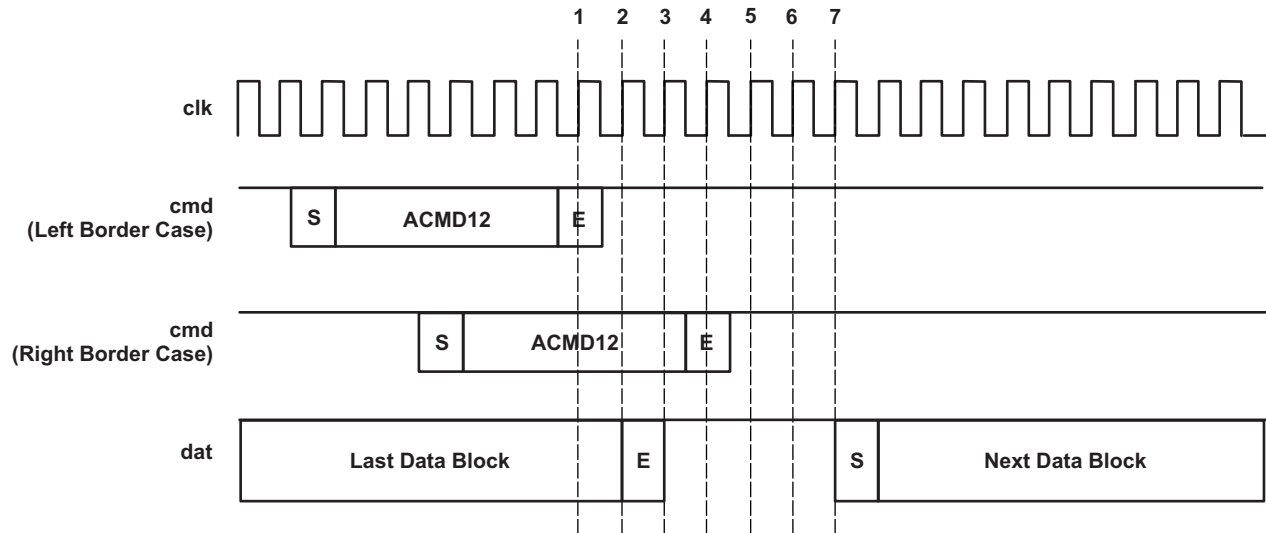 1 2 3 4 5 6 7
clk
cmd
(Left Border Case)
S ACMD12 E
cmd
(Right Border Case)
S ACMD12 E
dat
Last Data Block E S Next Data Block